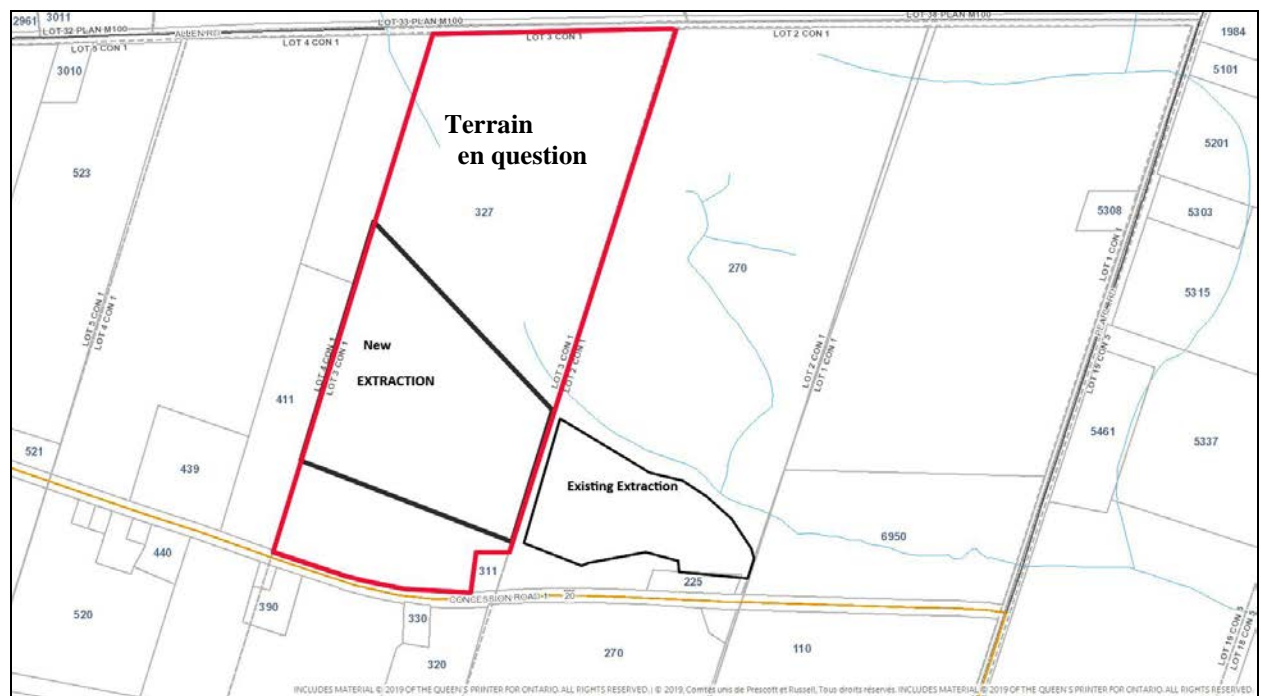 2961
3011
LOT 32 PLAN M100
LOT 33 PLAN M100
LOT 38 PLAN M100
ALLEN RD
LOT 5 CON 1
LOT 4 CON 1
LOT 3 CON 1
LOT 2 CON 1
1984
5101
3010
Terrain
en question
523
327
5201
5308
5303
LOT 1 CON 1
270
5315
LOT 5 CON 1
LOT 4 CON 1
New
EXTRACTION
LOT 4 CON 1
LOT 3 CON 1
LOT 3 CON 1
LOT 2 CON 1
LOT 2 CON 1
LOT 1 CON 1
LOT 19 CON 5
411
5461
5337
521
439
Existing Extraction
440
6950
311
225
CONCESSION ROAD 1
20
520
390
330
320
270
110
LOT 19 CON 5
LOT 18 CON 5
INCLUDES MATERIAL © 2019 OF THE QUEEN'S PRINTER FOR ONTARIO. ALL RIGHTS RESERVED. | © 2019, Comtés unis de Prescott et Russell, Tous droits réservés. INCLUDES MATERIAL © 2019 OF THE QUEEN'S PRINTER FOR ONTARIO. ALL RIGHTS RESERVED.